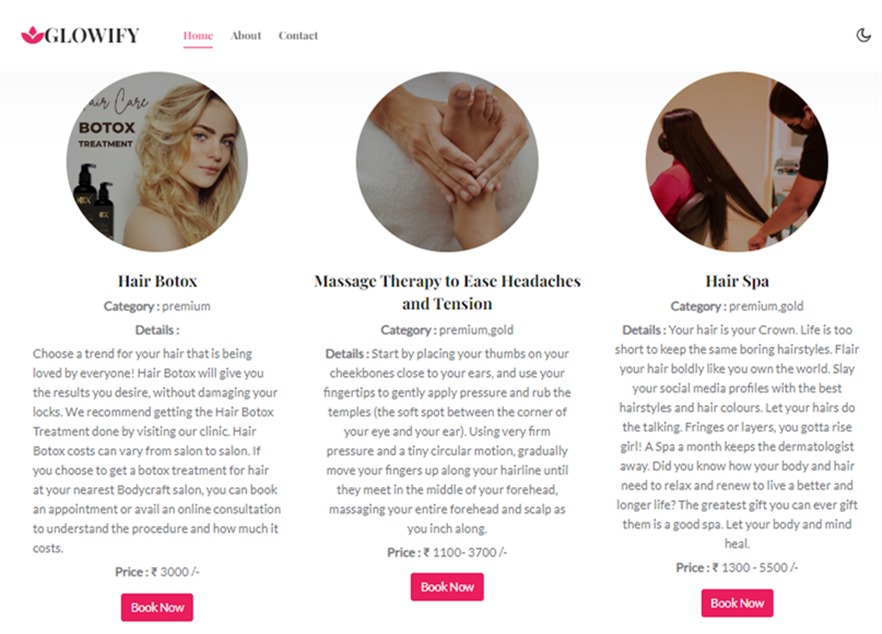 GLOWIFY
Home About Contact
Hair Care
BOTOX
TREATMENT
Hair Botox
Category : premium
Details :
Choose a trend for your hair that is being
loved by everyone! Hair Botox will give you
the results you desire, without damaging your
locks. We recommend getting the Hair Botox
Treatment done by visiting our clinic. Hair
Botox costs can vary from salon to salon. If
you choose to get a botox treatment for hair
at your nearest Bodycraft salon, you can book
an appointment or avail an online consultation
to understand the procedure and how much it
costs.
Price : ₹ 3000 /-
Book Now
Massage Therapy to Ease Headaches
and Tension
Category : premium,gold
Details : Start by placing your thumbs on your
cheekbones close to your ears, and use your
fingertips to gently apply pressure and rub the
temples (the soft spot between the corner of
your eye and your ear). Using very firm
pressure and a tiny circular motion, gradually
move your fingers up along your hairline until
they meet in the middle of your forehead,
massaging your entire forehead and scalp as
you inch along.
Price : ₹ 1100- 3700 /-
Book Now
Hair Spa
Category : premium,gold
Details : Your hair is your Crown. Life is too
short to keep the same boring hairstyles. Flair
your hair boldly like you own the world. Slay
your social media profiles with the best
hairstyles and hair colours. Let your hairs do
the talking. Fringes or layers, you gotta rise
girl! A Spa a month keeps the dermatologist
away. Did you know how your body and hair
need to relax and renew to live a better and
longer life? The greatest gift you can ever gift
them is a good spa. Let your body and mind
heal.
Price : ₹ 1300 - 5500 /-
Book Now